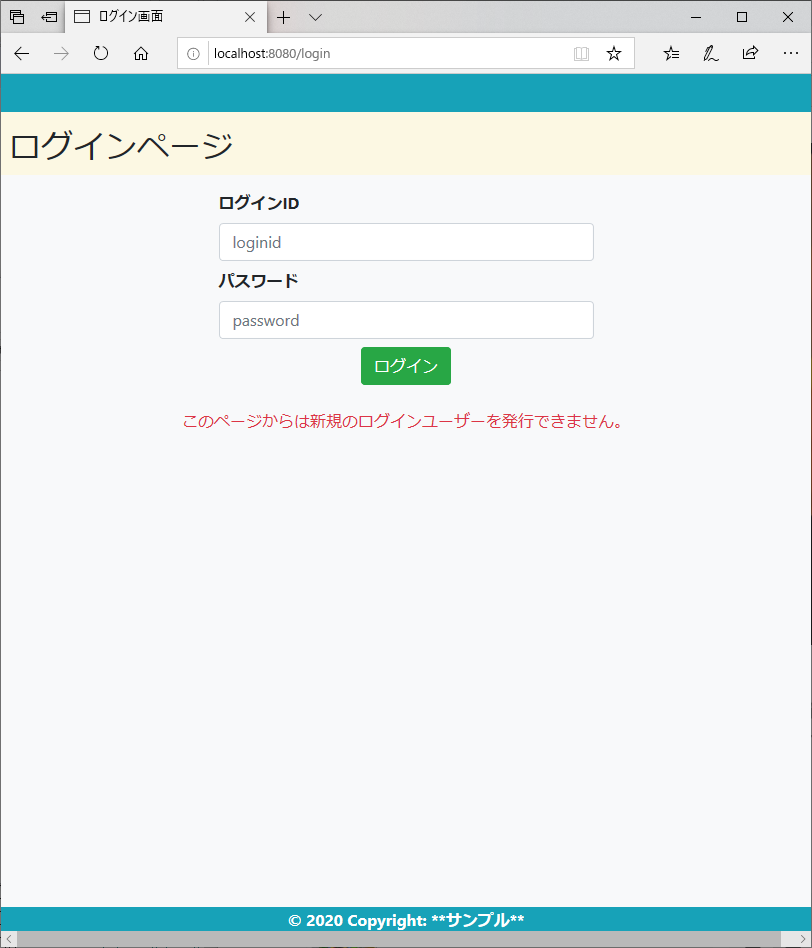 ログイン画面
localhost:8080/login
ログインページ
ログインID
loginid
パスワード
password
ログイン
このページからは新規のログインユーザーを発行できません。
© 2020 Copyright: **サンプル**